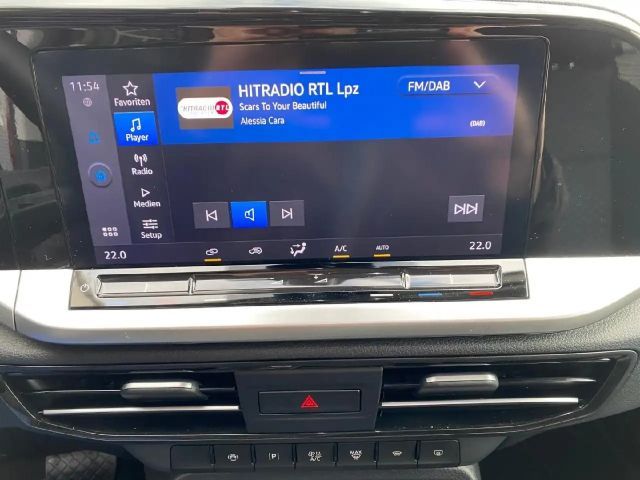 11:54
Favoriten
Player
Radio
Medien
Setup
HITRADIO RTL Lpz
FM/DAB
HITRADIO RTL
Scars To Your Beautiful
Alessia Cara
(DAB)
22.0
A/C
AUTO
22.0
P
A/C
MAX